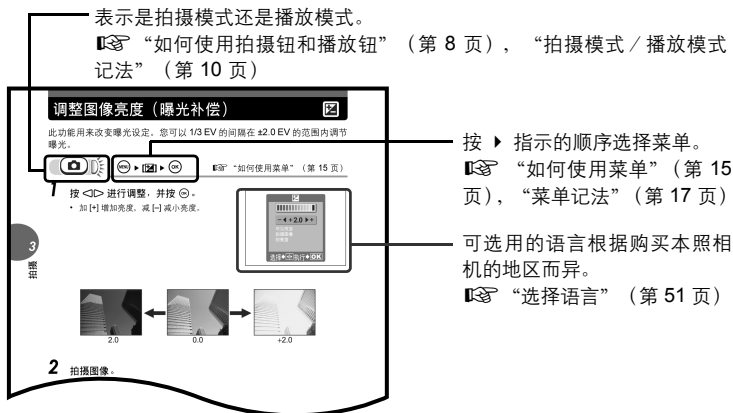 表示是拍摄模式还是播放模式。
“如何使用拍摄钮和播放钮”（第 8 页），“拍摄模式／播放模式
记法”（第 10 页）
调整图像亮度（曝光补偿）
此功能用来改变曝光设定。您可以 1/3 EV 的间隔在 ±2.0 EV 的范围内调节
曝光。
MENU ▶ ▶ OK “如何使用菜单”（第 15 页）
1 按 ◁▷ 进行调整，并按 OK。
• 加 [+] 增加亮度。减 [–] 减小亮度。
+2.0
选择 执行 OK
3
拍摄
2.0 0.0 +2.0
2 拍摄图像。
按 ▶ 指示的顺序选择菜单。
“如何使用菜单”（第 15
页），“菜单记法”（第 17 页）
可选用的语言根据购买本照相
机的地区而异。
“选择语言”（第 51 页）